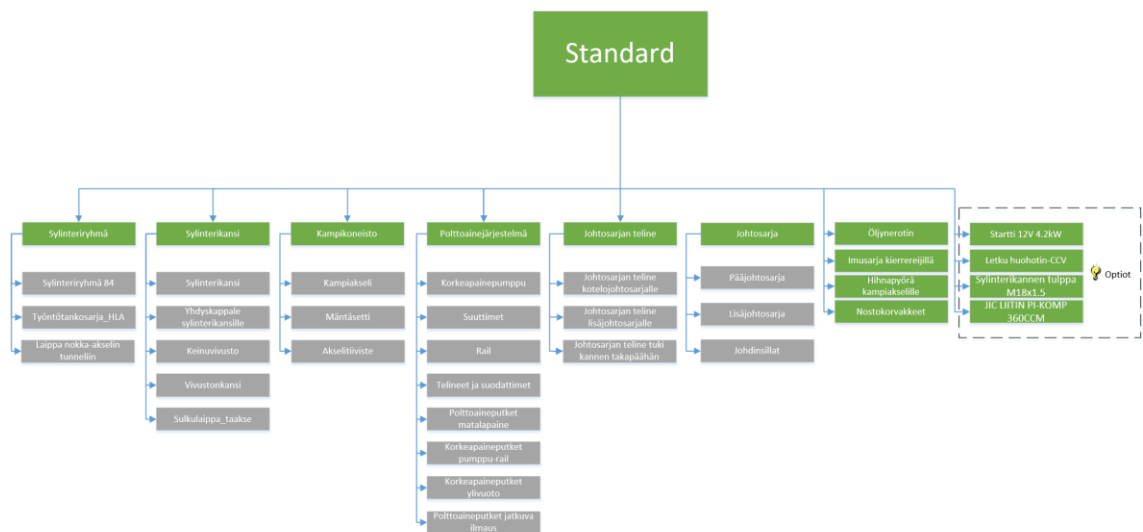 Standard
Sylinteriryhmä
Sylinteriryhmä 84
Työntötankosarja_HLA
Laippa nokka-akselin
tunneliin
Sylinterikansi
Sylinterikansi
Yhdyskappale
sylinterikansille
Keinuvivusto
Vivustonkansi
Sulkulaippa_taakse
Kampikoneisto
Kampiakseli
Mäntäsetti
Akselitiiviste
Polttoainejärjestelmä
Korkeapainepumppu
Suuttimet
Rail
Telineet ja suodattimet
Polttoaineputket
matalapaine
Korkeapaineputket
pumppu-rail
Korkeapaineputket
ylivuoto
Polttoaineputket jatkuva
ilmaus
Johtosarjan teline
Johtosarjan teline
kotelojohtosarjalle
Johtosarjan teline
lisäjohtosarjalle
Johtosarjan teline tuki
kannen takapäähän
Johtosarja
Pääjohtosarja
Lisäjohtosarja
Johdinsillat
Öljynerotin
Imusarja kierrereijillä
Hihnapyörä
kampiakselille
Nostokorvakkeet
Startti 12V 4.2kW
Letku huohotin-CCV
Sylinterikannen tulppa
M18x1.5
JIC LIITIN PI-KOMP
360CCM
Optiot